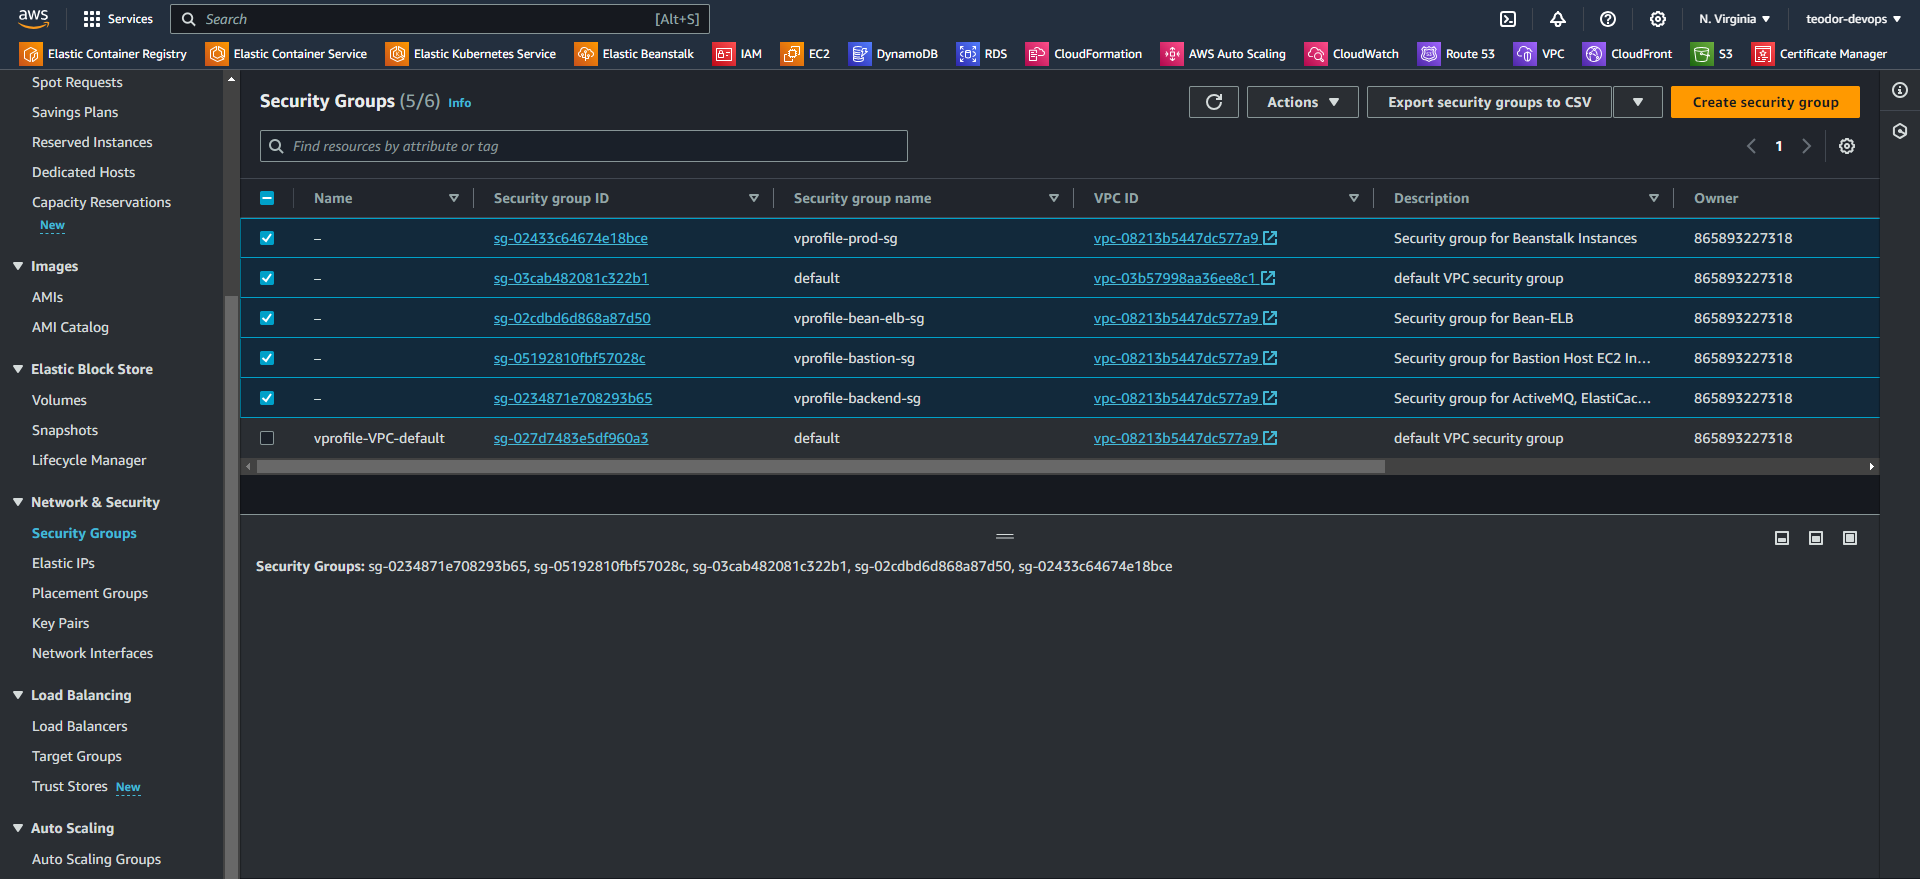 aws Services Search [Alt+S] N. Virginia teodor-devops
Elastic Container Registry Elastic Container Service Elastic Kubernetes Service Elastic Beanstalk IAM EC2 DynamoDB RDS CloudFormation AWS Auto Scaling CloudWatch Route 53 VPC CloudFront S3 Certificate Manager
Spot Requests
Savings Plans
Reserved Instances
Dedicated Hosts
Capacity Reservations
New
Images
AMIs
AMI Catalog
Elastic Block Store
Volumes
Snapshots
Lifecycle Manager
Network & Security
Security Groups
Elastic IPs
Placement Groups
Key Pairs
Network Interfaces
Load Balancing
Load Balancers
Target Groups
Trust Stores New
Auto Scaling
Auto Scaling Groups
Security Groups (5/6) Info Actions Export security groups to CSV Create security group
Find resources by attribute or tag 1
Name Security group ID Security group name VPC ID Description Owner
– sg-02433c64674e18bce vprofile-prod-sg vpc-08213b5447dc577a9 Security group for Beanstalk Instances 865893227318
– sg-03cab482081c322b1 default vpc-03b57998aa36ee8c1 default VPC security group 865893227318
– sg-02cdbd6d868a87d50 vprofile-bean-elb-sg vpc-08213b5447dc577a9 Security group for Bean-ELB 865893227318
– sg-05192810fbf57028c vprofile-bastion-sg vpc-08213b5447dc577a9 Security group for Bastion Host EC2 In... 865893227318
– sg-0234871e708293b65 vprofile-backend-sg vpc-08213b5447dc577a9 Security group for ActiveMQ, ElastiCac... 865893227318
vprofile-VPC-default sg-027d7483e5df960a3 default vpc-08213b5447dc577a9 default VPC security group 865893227318
Security Groups: sg-0234871e708293b65, sg-05192810fbf57028c, sg-03cab482081c322b1, sg-02cdbd6d868a87d50, sg-02433c64674e18bce